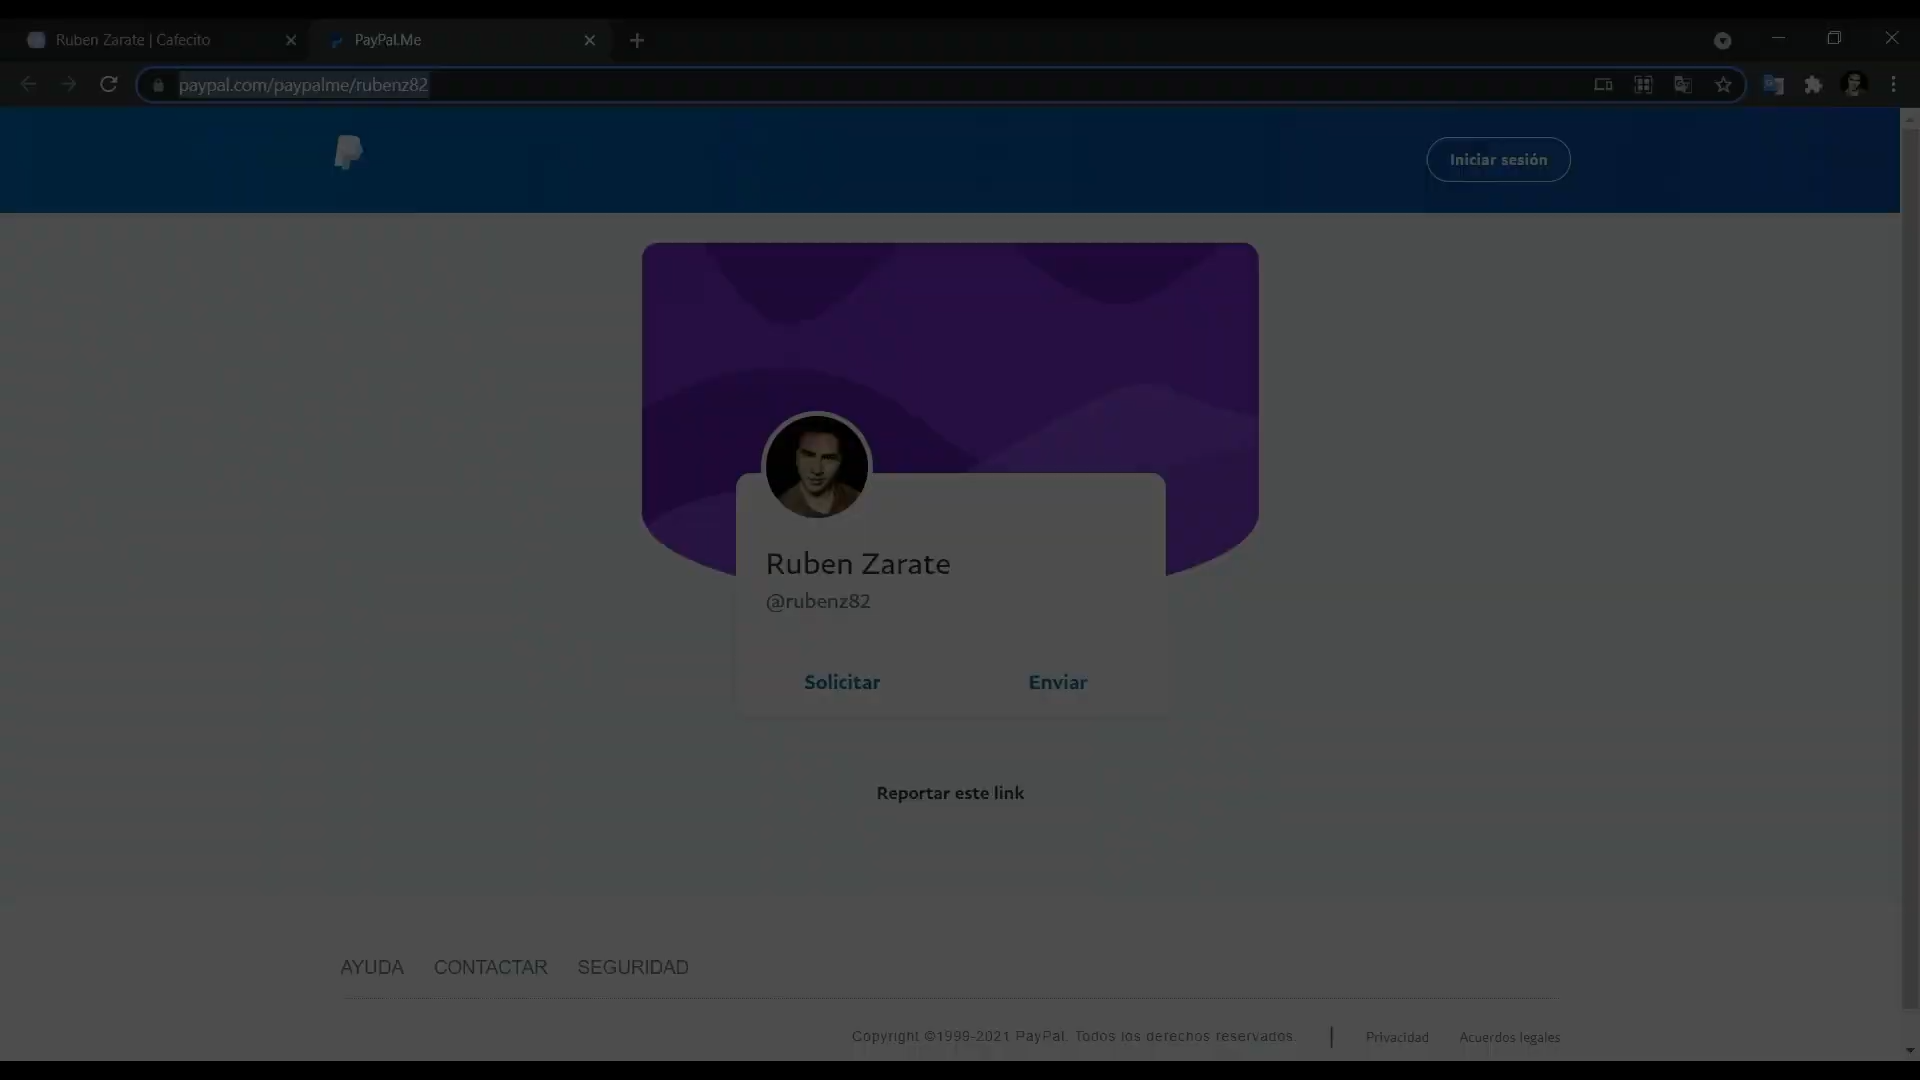 Ruben Zarate | Cafecito
PayPal.Me
paypal.com/paypalme/rubenz82
Iniciar sesión
Ruben Zarate
@rubenz82
Solicitar
Enviar
Reportar este link
AYUDA CONTACTAR SEGURIDAD
Copyright ©1999-2021 PayPal. Todos los derechos reservados. | Privacidad Acuerdos legales